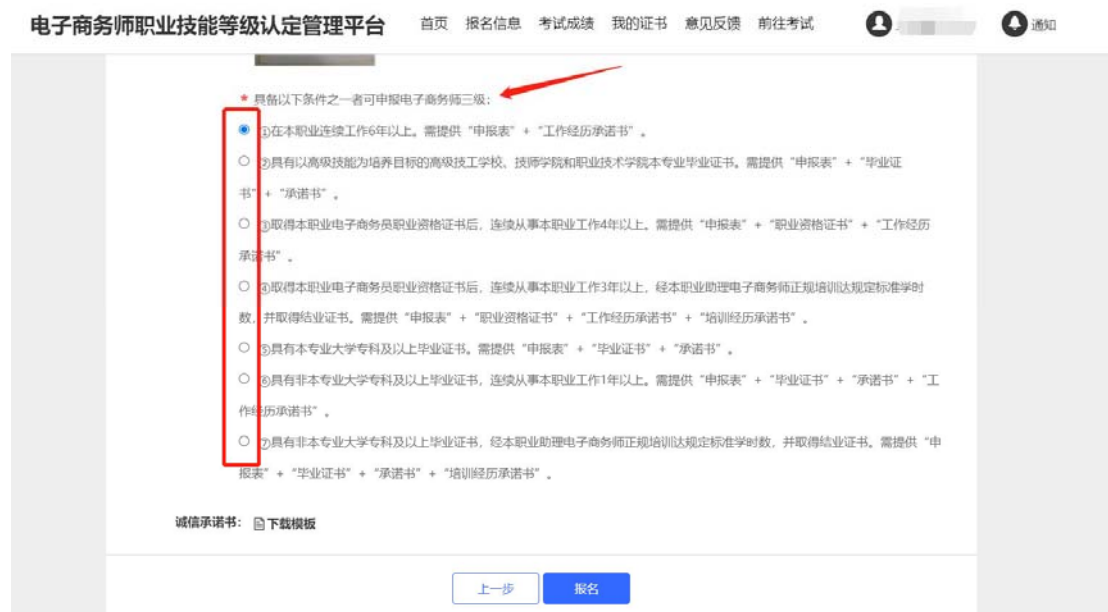 电子商务师职业技能等级认定管理平台 首页 报名信息 考试成绩 我的证书 意见反馈 前往考试 通知
* 具备以下条件之一者可申报电子商务师三级：
①在本职业连续工作6年以上。需提供“申报表” + “工作经历承诺书” 。
②具有以高级技能为培养目标的高级技工学校、技师学院和职业技术学院本专业毕业证书。需提供“申报表” + “毕业证
书” + “承诺书” 。
③取得本职业电子商务员职业资格证书后，连续从事本职业工作4年以上。需提供“申报表” + “职业资格证书” + “工作经历
承诺书” 。
④取得本职业电子商务员职业资格证书后，连续从事本职业工作3年以上，经本职业助理电子商务师正规培训达规定标准学时
数，并取得结业证书。需提供“申报表” + “职业资格证书” + “工作经历承诺书” + “培训经历承诺书” 。
⑤具有本专业大学专科及以上毕业证书。需提供“申报表” + “毕业证书” + “承诺书” 。
⑥具有非本专业大学专科及以上毕业证书，连续从事本职业工作1年以上。需提供“申报表” + “毕业证书” + “承诺书” + “工
作经历承诺书” 。
⑦具有非本专业大学专科及以上毕业证书，经本职业助理电子商务师正规培训达规定标准学时数，并取得结业证书。需提供“申
报表” + “毕业证书” + “承诺书” + “培训经历承诺书” 。
诚信承诺书： 下载模板
上一步 报名